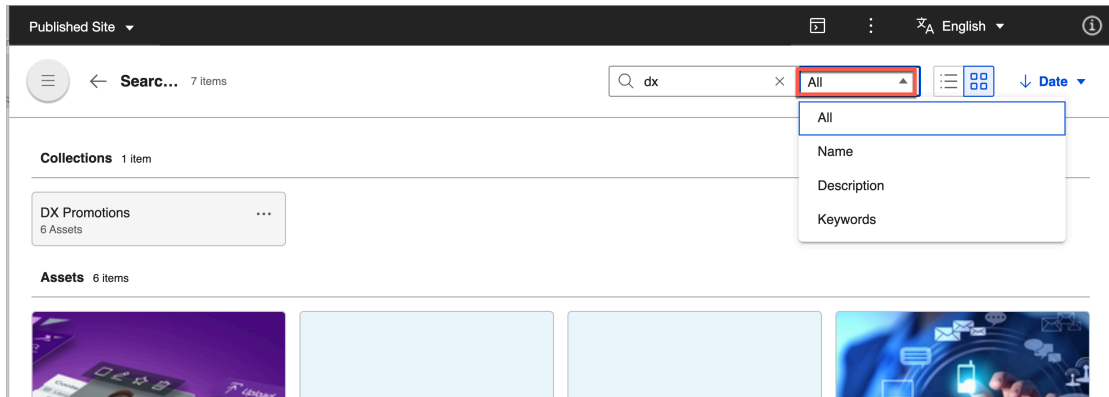 Published Site
English
Searc... 7 items
dx
All
Date
All
Name
Description
Keywords
Collections 1 item
DX Promotions
6 Assets
Assets 6 items
Upload